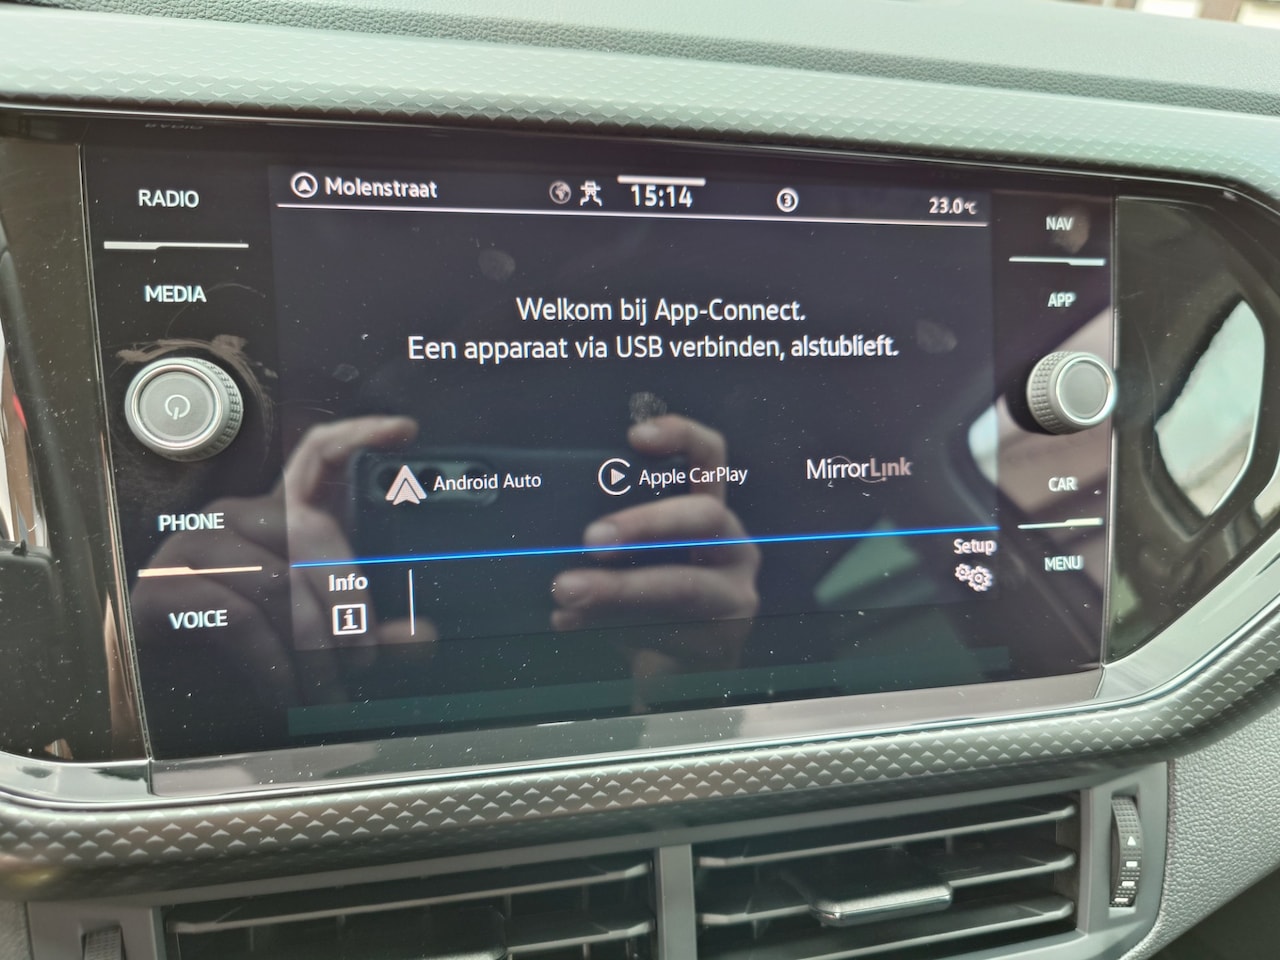 RADIO
MEDIA
PHONE
VOICE
Molenstraat
15:14
3
23.0°C
Welkom bij App-Connect.
Een apparaat via USB verbinden, alstublieft.
Android Auto
Apple CarPlay
MirrorLink
Info
i
Setup
NAV
APP
CAR
MENU